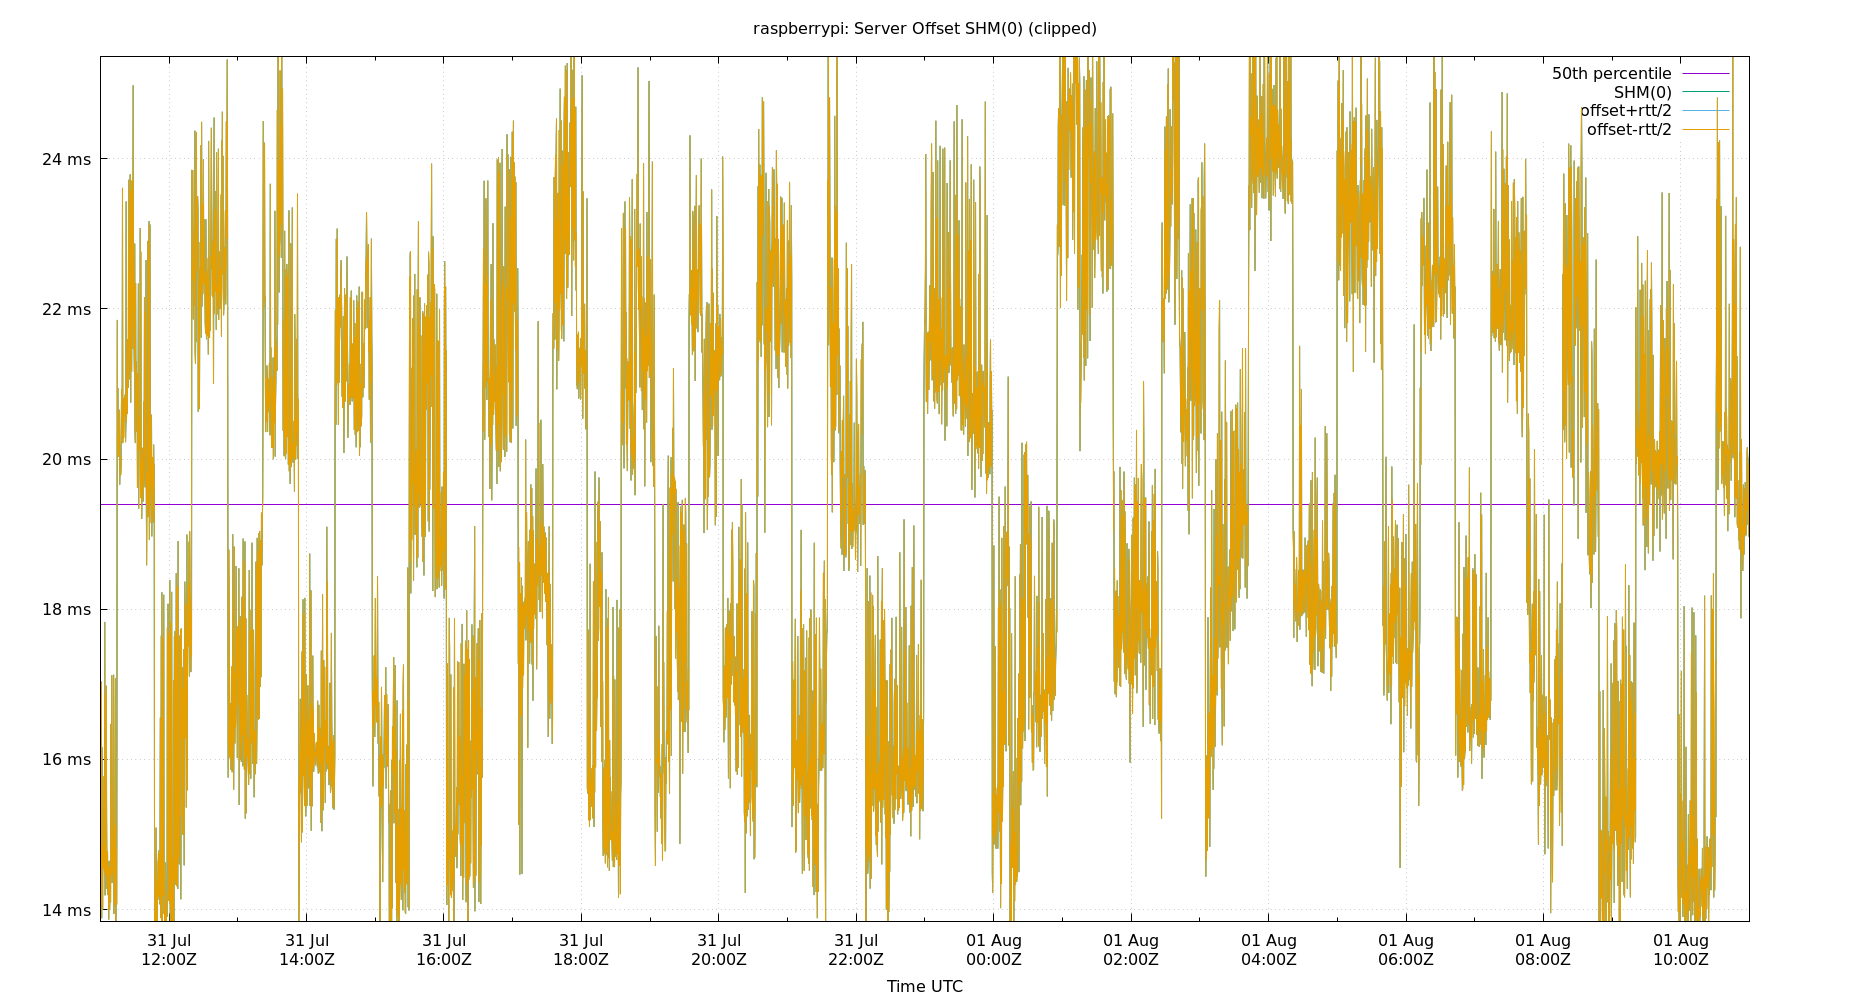 raspberrypi: Server Offset SHM(0) (clipped)
50th percentile
SHM(0)
offset+rtt/2
offset-rtt/2
24 ms
22 ms
20 ms
18 ms
16 ms
14 ms
31 Jul 31 Jul 31 Jul 31 Jul 31 Jul 31 Jul 01 Aug 01 Aug 01 Aug 01 Aug 01 Aug 01 Aug
12:00Z 14:00Z 16:00Z 18:00Z 20:00Z 22:00Z 00:00Z 02:00Z 04:00Z 06:00Z 08:00Z 10:00Z
Time UTC